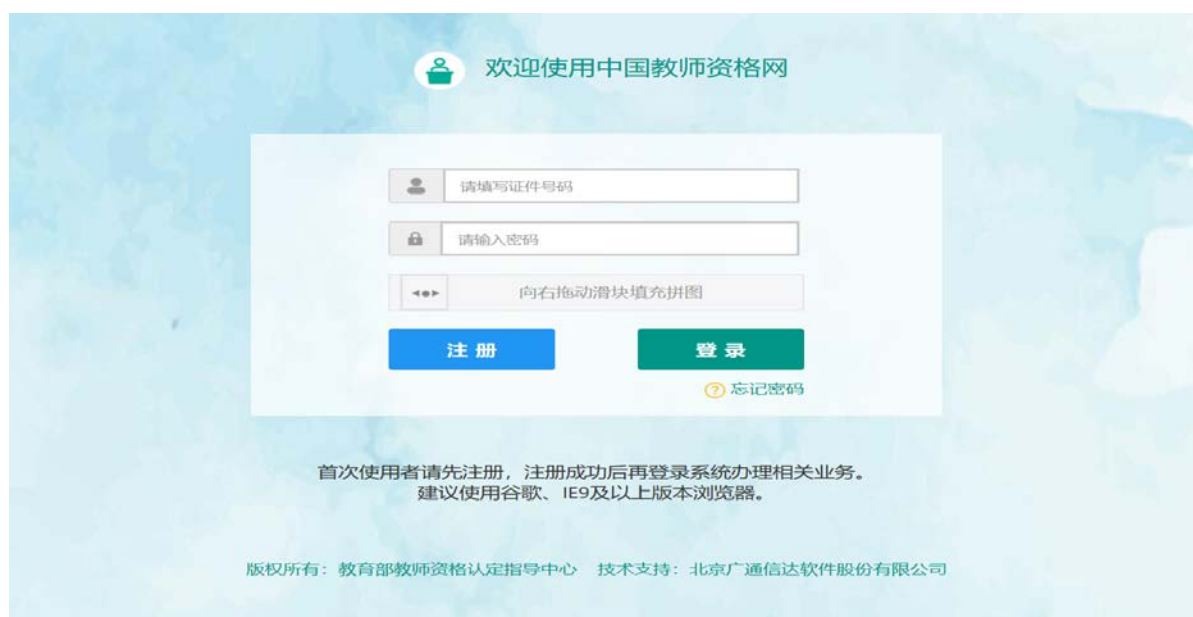 欢迎使用中国教师资格网
请填写证件号码
请输入密码
向右拖动滑块填充拼图
注 册 登 录
? 忘记密码
首次使用者请先注册，注册成功后再登录系统办理相关业务。
建议使用谷歌、IE9及以上版本浏览器。
版权所有：教育部教师资格认定指导中心 技术支持：北京广通信达软件股份有限公司